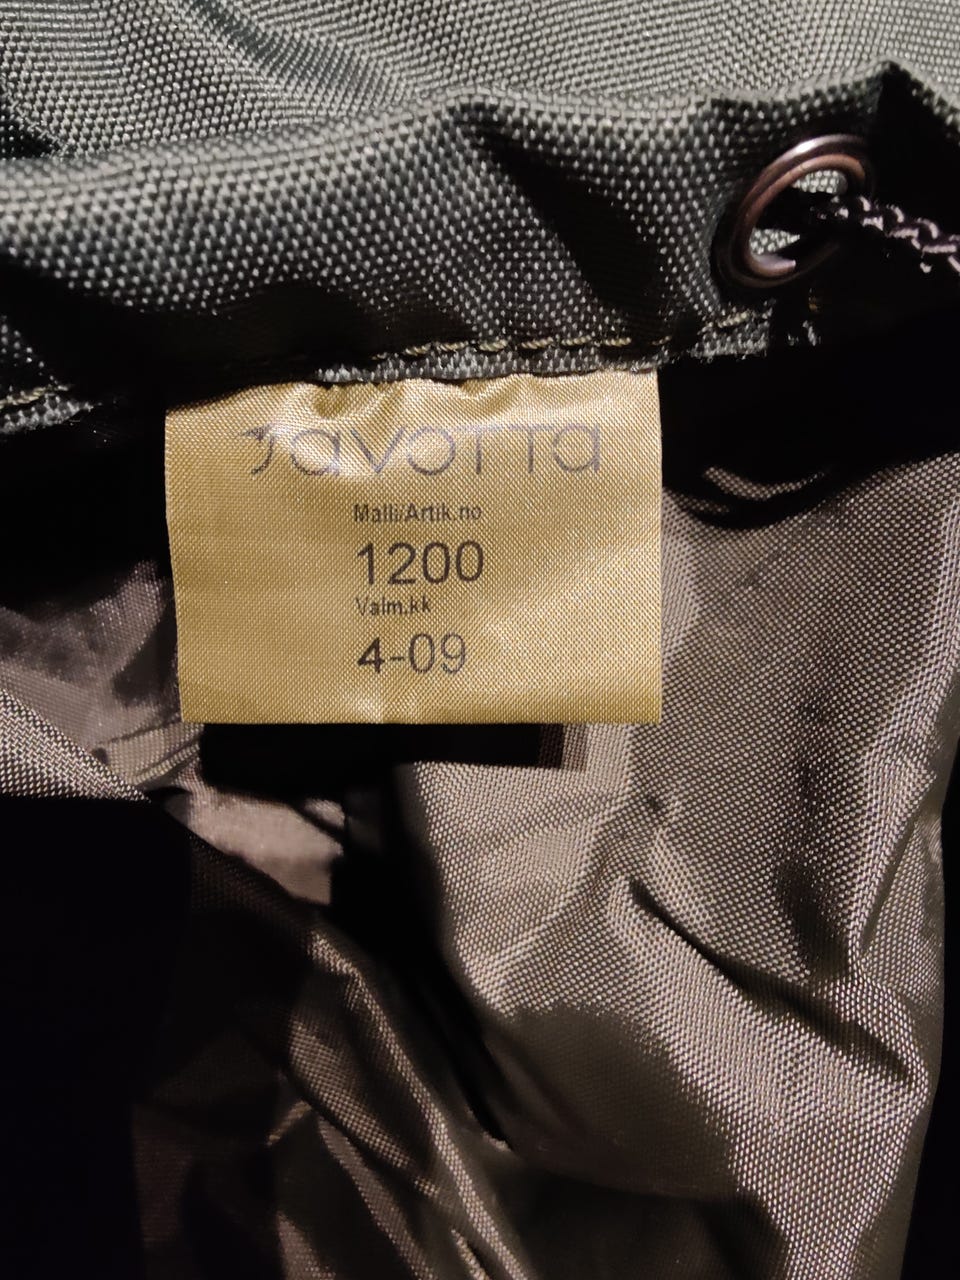 savotta
Malli/Artik.no
1200
Valm.kk
4-09